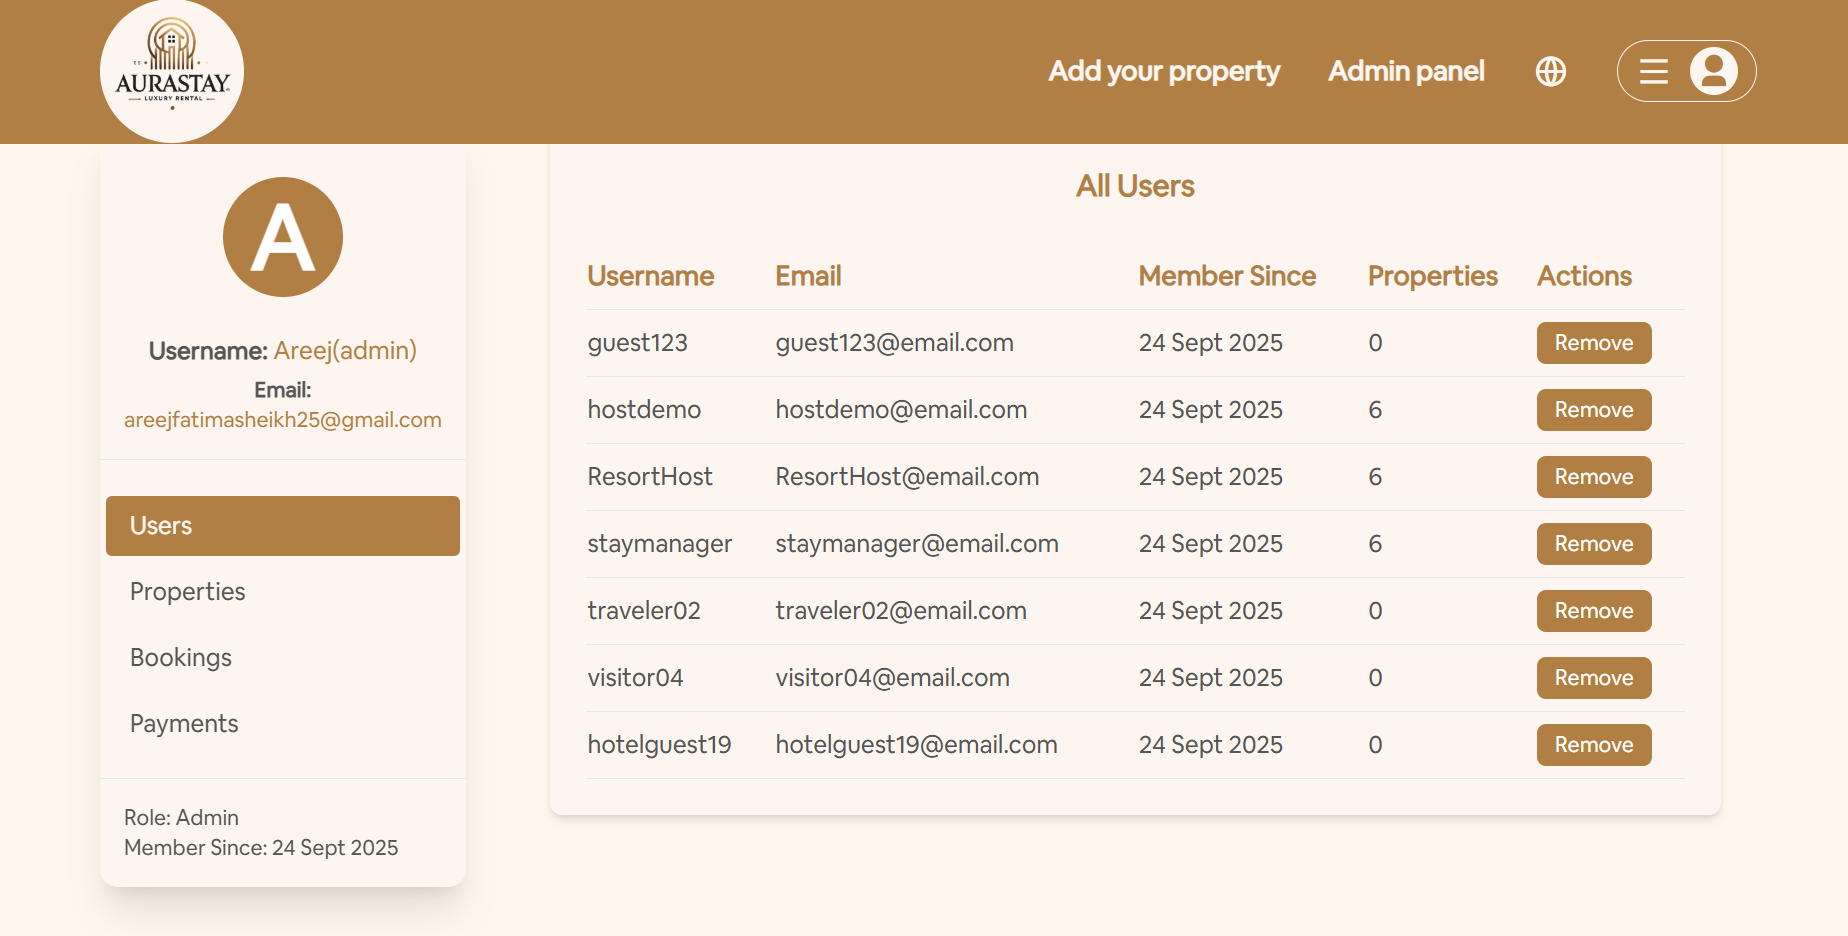 AURASTAY
LUXURY RENTAL
Add your property Admin panel
A
Username: Areej(admin)
Email:
areejfatimasheikh25@gmail.com
Users
Properties
Bookings
Payments
Role: Admin
Member Since: 24 Sept 2025
All Users
Username Email Member Since Properties Actions
guest123 guest123@email.com 24 Sept 2025 0 Remove
hostdemo hostdemo@email.com 24 Sept 2025 6 Remove
ResortHost ResortHost@email.com 24 Sept 2025 6 Remove
staymanager staymanager@email.com 24 Sept 2025 6 Remove
traveler02 traveler02@email.com 24 Sept 2025 0 Remove
visitor04 visitor04@email.com 24 Sept 2025 0 Remove
hotelguest19 hotelguest19@email.com 24 Sept 2025 0 Remove